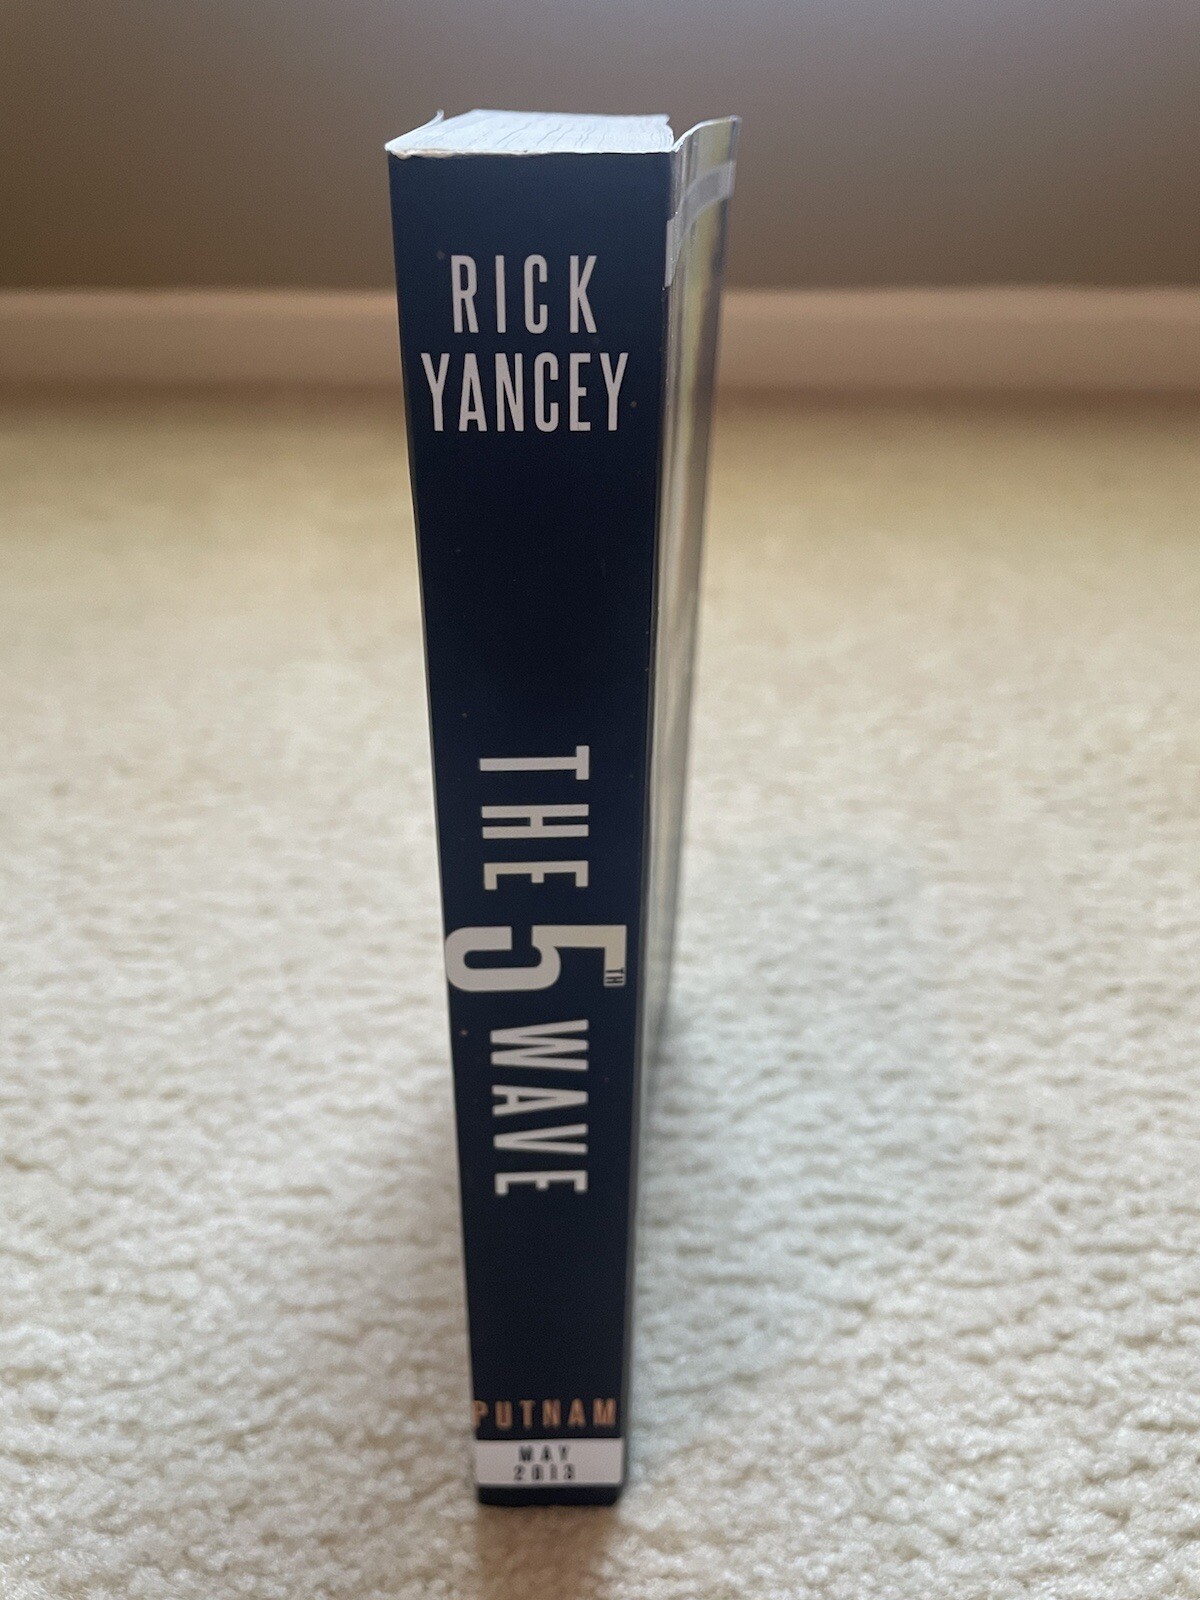 RICK
YANCEY
THE 5TH WAVE
PUTNAM
MAY
2013